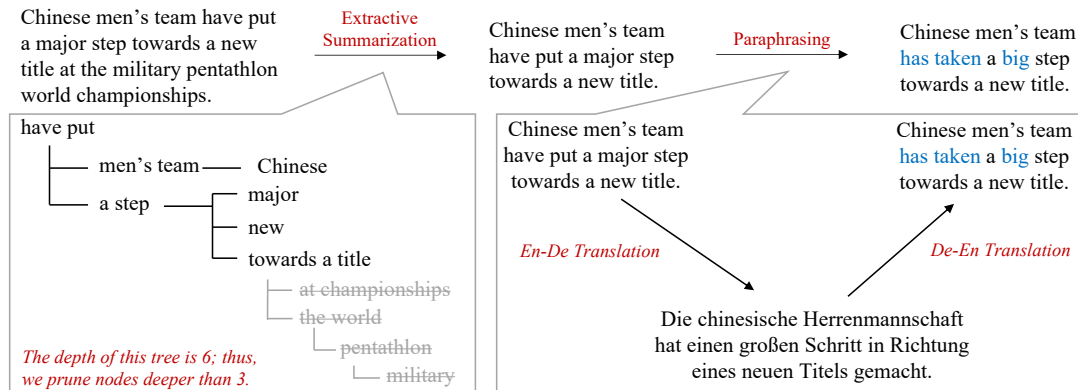 Chinese men's team have put
a major step towards a new
title at the military pentathlon
world championships.
Extractive
Summarization
Chinese men's team
have put a major step
towards a new title.
Paraphrasing
Chinese men's team
has taken a big step
towards a new title.
have put
men's team
Chinese
a step
major
new
towards a title
at championships
the world
pentathlon
military
The depth of this tree is 6; thus,
we prune nodes deeper than 3.
Chinese men's team
have put a major step
towards a new title.
Chinese men's team
has taken a big step
towards a new title.
En-De Translation
De-En Translation
Die chinesische Herrenmannschaft
hat einen großen Schritt in Richtung
eines neuen Titels gemacht.